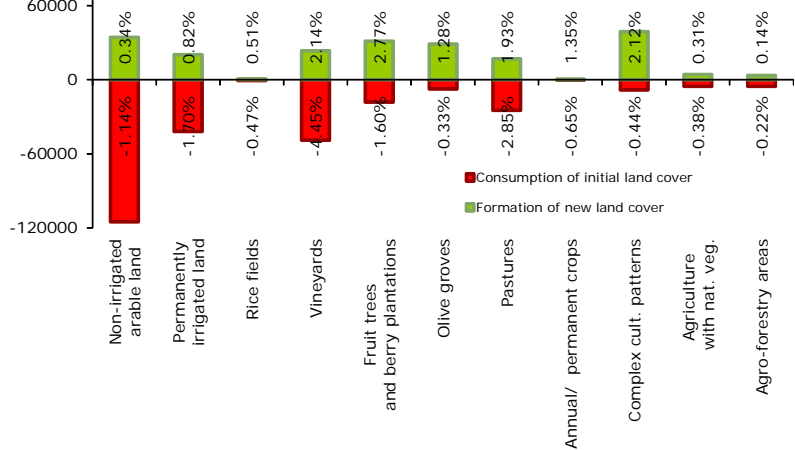 60000
0
-60000
-120000
0.34%
0.82%
0.51%
2.14%
2.77%
1.28%
1.93%
1.35%
2.12%
0.31%
0.14%
-1.14%
-1.70%
-0.47%
-4.45%
-1.60%
-0.33%
-2.85%
-0.65%
-0.44%
-0.38%
-0.22%
Consumption of initial land cover
Formation of new land cover
Non-irrigated
arable land
Permanently
irrigated land
Rice fields
Vineyards
Fruit trees
and berry plantations
Olive groves
Pastures
Annual/ permanent crops
Complex cult. patterns
Agriculture
with nat. veg.
Agro-forestry areas